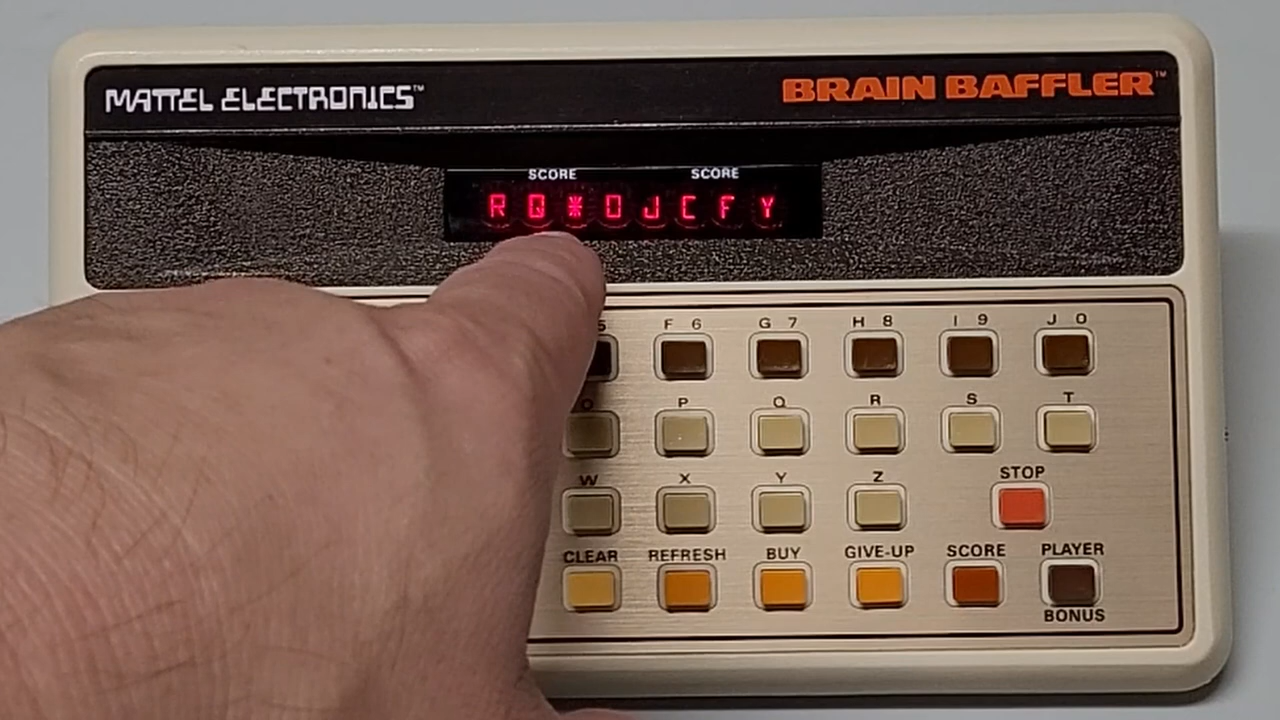 MATTEL ELECTRONICS™ BRAIN BAFFLER™
SCORE SCORE
R Q * O J C F Y
5 F 6 G 7 H 8 I 9 J 0
O P Q R S T
W X Y Z STOP
CLEAR REFRESH BUY GIVE-UP SCORE PLAYER
BONUS